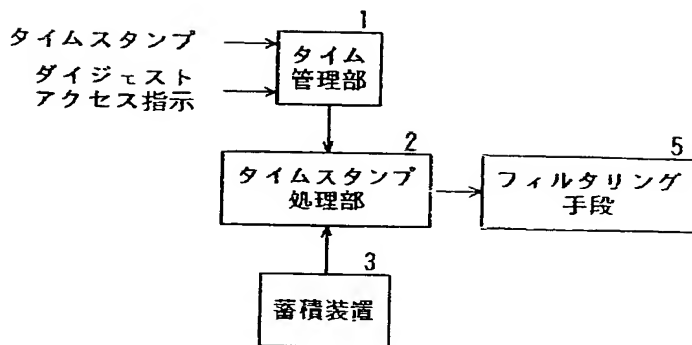 1
タイムスタンプ
タイム
管理部
ダイジェスト
アクセス指示
2
タイムスタンプ
処理部
5
フィルタリング
手段
3
蓄積装置